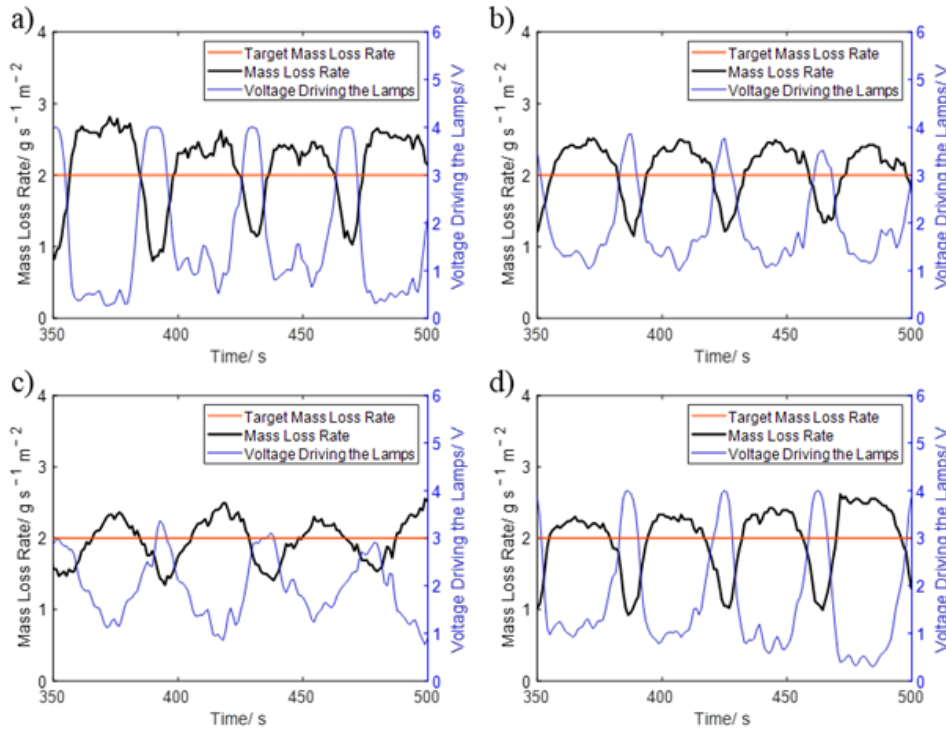 a)
4
3
2
1
0
Mass Loss Rate/ g s⁻¹ m⁻²
Target Mass Loss Rate
Mass Loss Rate
Voltage Driving the Lamps
6
5
4
3
2
1
0
Voltage Driving the Lamps/ V
350 400 450 500
Time/ s
b)
4
3
2
1
0
Mass Loss Rate/ g s⁻¹ m⁻²
Target Mass Loss Rate
Mass Loss Rate
Voltage Driving the Lamps
6
5
4
3
2
1
0
Voltage Driving the Lamps/ V
350 400 450 500
Time/ s
c)
4
3
2
1
0
Mass Loss Rate/ g s⁻¹ m⁻²
Target Mass Loss Rate
Mass Loss Rate
Voltage Driving the Lamps
6
5
4
3
2
1
0
Voltage Driving the Lamps/ V
350 400 450 500
Time/ s
d)
4
3
2
1
0
Mass Loss Rate/ g s⁻¹ m⁻²
Target Mass Loss Rate
Mass Loss Rate
Voltage Driving the Lamps
6
5
4
3
2
1
0
Voltage Driving the Lamps/ V
350 400 450 500
Time/ s